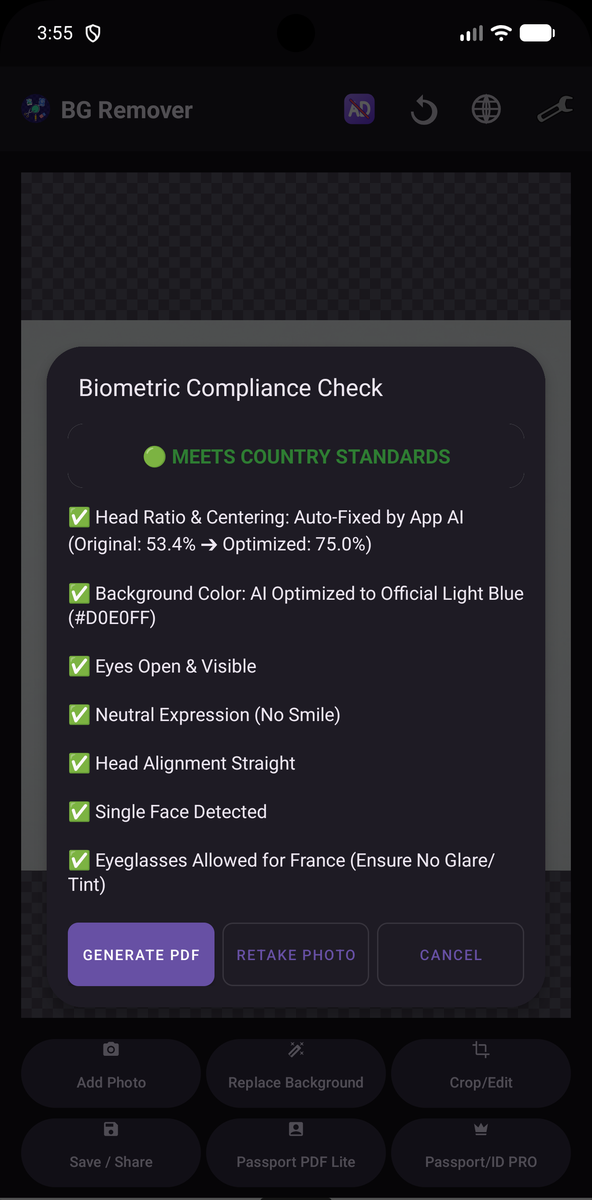 3:55
BG Remover
AD
Biometric Compliance Check
🟢 MEETS COUNTRY STANDARDS
✅ Head Ratio & Centering: Auto-Fixed by App AI
(Original: 53.4% → Optimized: 75.0%)
✅ Background Color: AI Optimized to Official Light Blue
(#D0E0FF)
✅ Eyes Open & Visible
✅ Neutral Expression (No Smile)
✅ Head Alignment Straight
✅ Single Face Detected
✅ Eyeglasses Allowed for France (Ensure No Glare/
Tint)
GENERATE PDF RETAKE PHOTO CANCEL
Add Photo Replace Background Crop/Edit
Save / Share Passport PDF Lite Passport/ID PRO